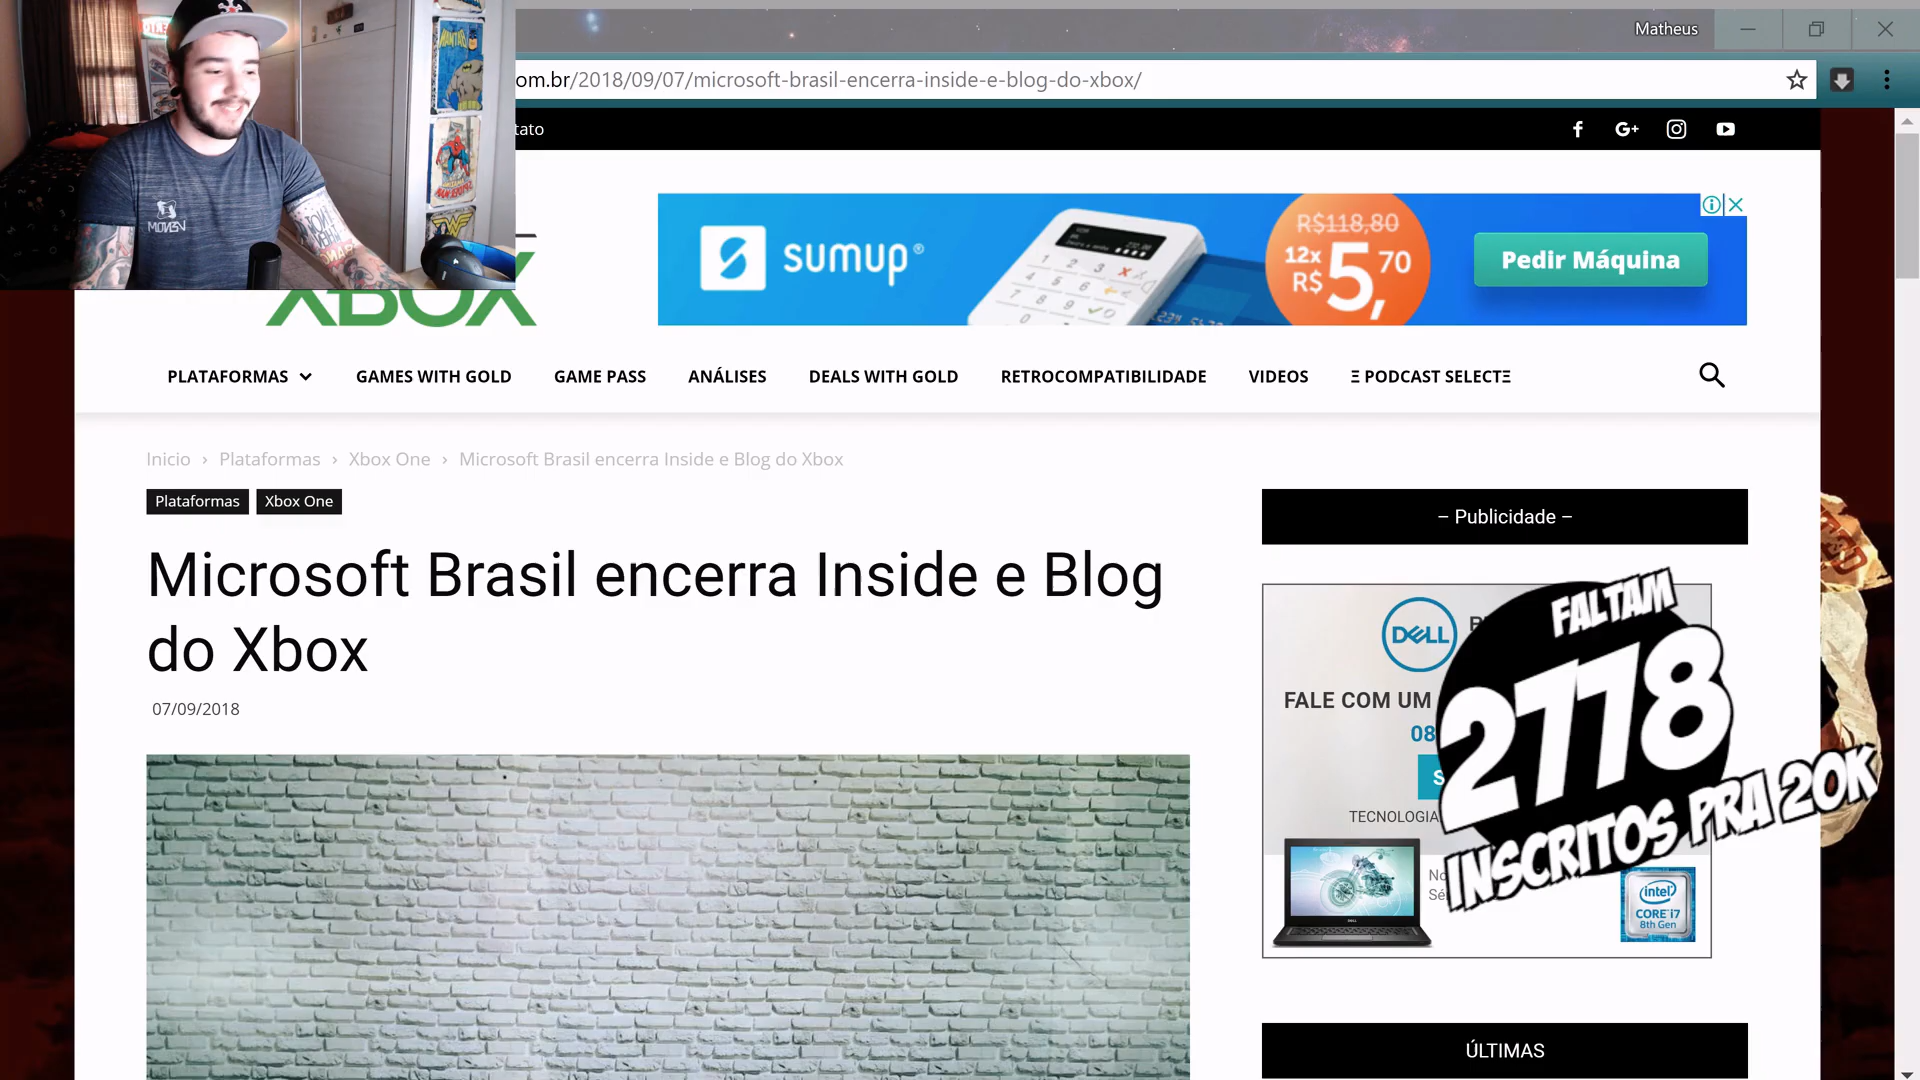 Matheus
om.br/2018/09/07/microsoft-brasil-encerra-inside-e-blog-do-xbox/
tato
G+
MOVEN
XBOX
sumup®
R$118,80
12x
R$ 5,70
Pedir Máquina
PLATAFORMAS
GAMES WITH GOLD
GAME PASS
ANÁLISES
DEALS WITH GOLD
RETROCOMPATIBILIDADE
VIDEOS
Ξ PODCAST SELECTΞ
Inicio › Plataformas › Xbox One › Microsoft Brasil encerra Inside e Blog do Xbox
Plataformas
Xbox One
Microsoft Brasil encerra Inside e Blog
do Xbox
07/09/2018
– Publicidade –
DELL
FALE COM UM
08
S
TECNOLOGIA
No
Sé
intel
CORE i7
8th Gen
FALTAM
2778
INSCRITOS PRA 20K
ÚLTIMAS